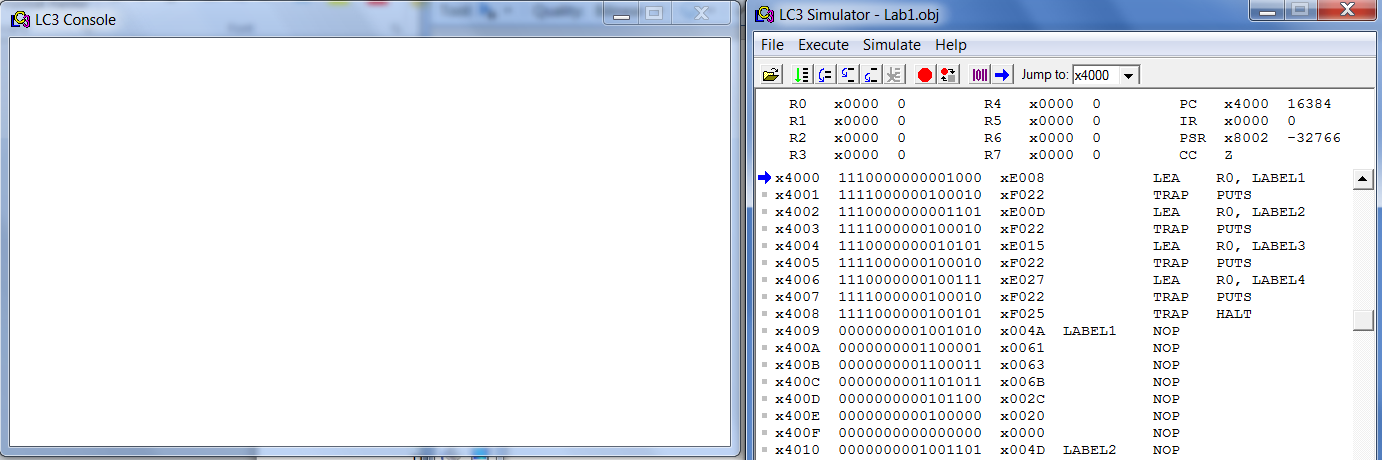 LC3 Console
LC3 Simulator - Lab1.obj
File Execute Simulate Help
Jump to: x4000
R0 x0000 0 R4 x0000 0 PC x4000 16384
R1 x0000 0 R5 x0000 0 IR x0000 0
R2 x0000 0 R6 x0000 0 PSR x8002 -32766
R3 x0000 0 R7 x0000 0 CC Z
x4000 1110000000001000 xE008 LEA R0, LABEL1
x4001 1111000000100010 xF022 TRAP PUTS
x4002 1110000000001101 xE00D LEA R0, LABEL2
x4003 1111000000100010 xF022 TRAP PUTS
x4004 1110000000010101 xE015 LEA R0, LABEL3
x4005 1111000000100010 xF022 TRAP PUTS
x4006 1110000000100111 xE027 LEA R0, LABEL4
x4007 1111000000100010 xF022 TRAP PUTS
x4008 1111000000100101 xF025 TRAP HALT
x4009 0000000001001010 x004A LABEL1 NOP
x400A 0000000001100001 x0061 NOP
x400B 0000000001100011 x0063 NOP
x400C 0000000001101011 x006B NOP
x400D 0000000000101100 x002C NOP
x400E 0000000000100000 x0020 NOP
x400F 0000000000000000 x0000 NOP
x4010 0000000001001101 x004D LABEL2 NOP